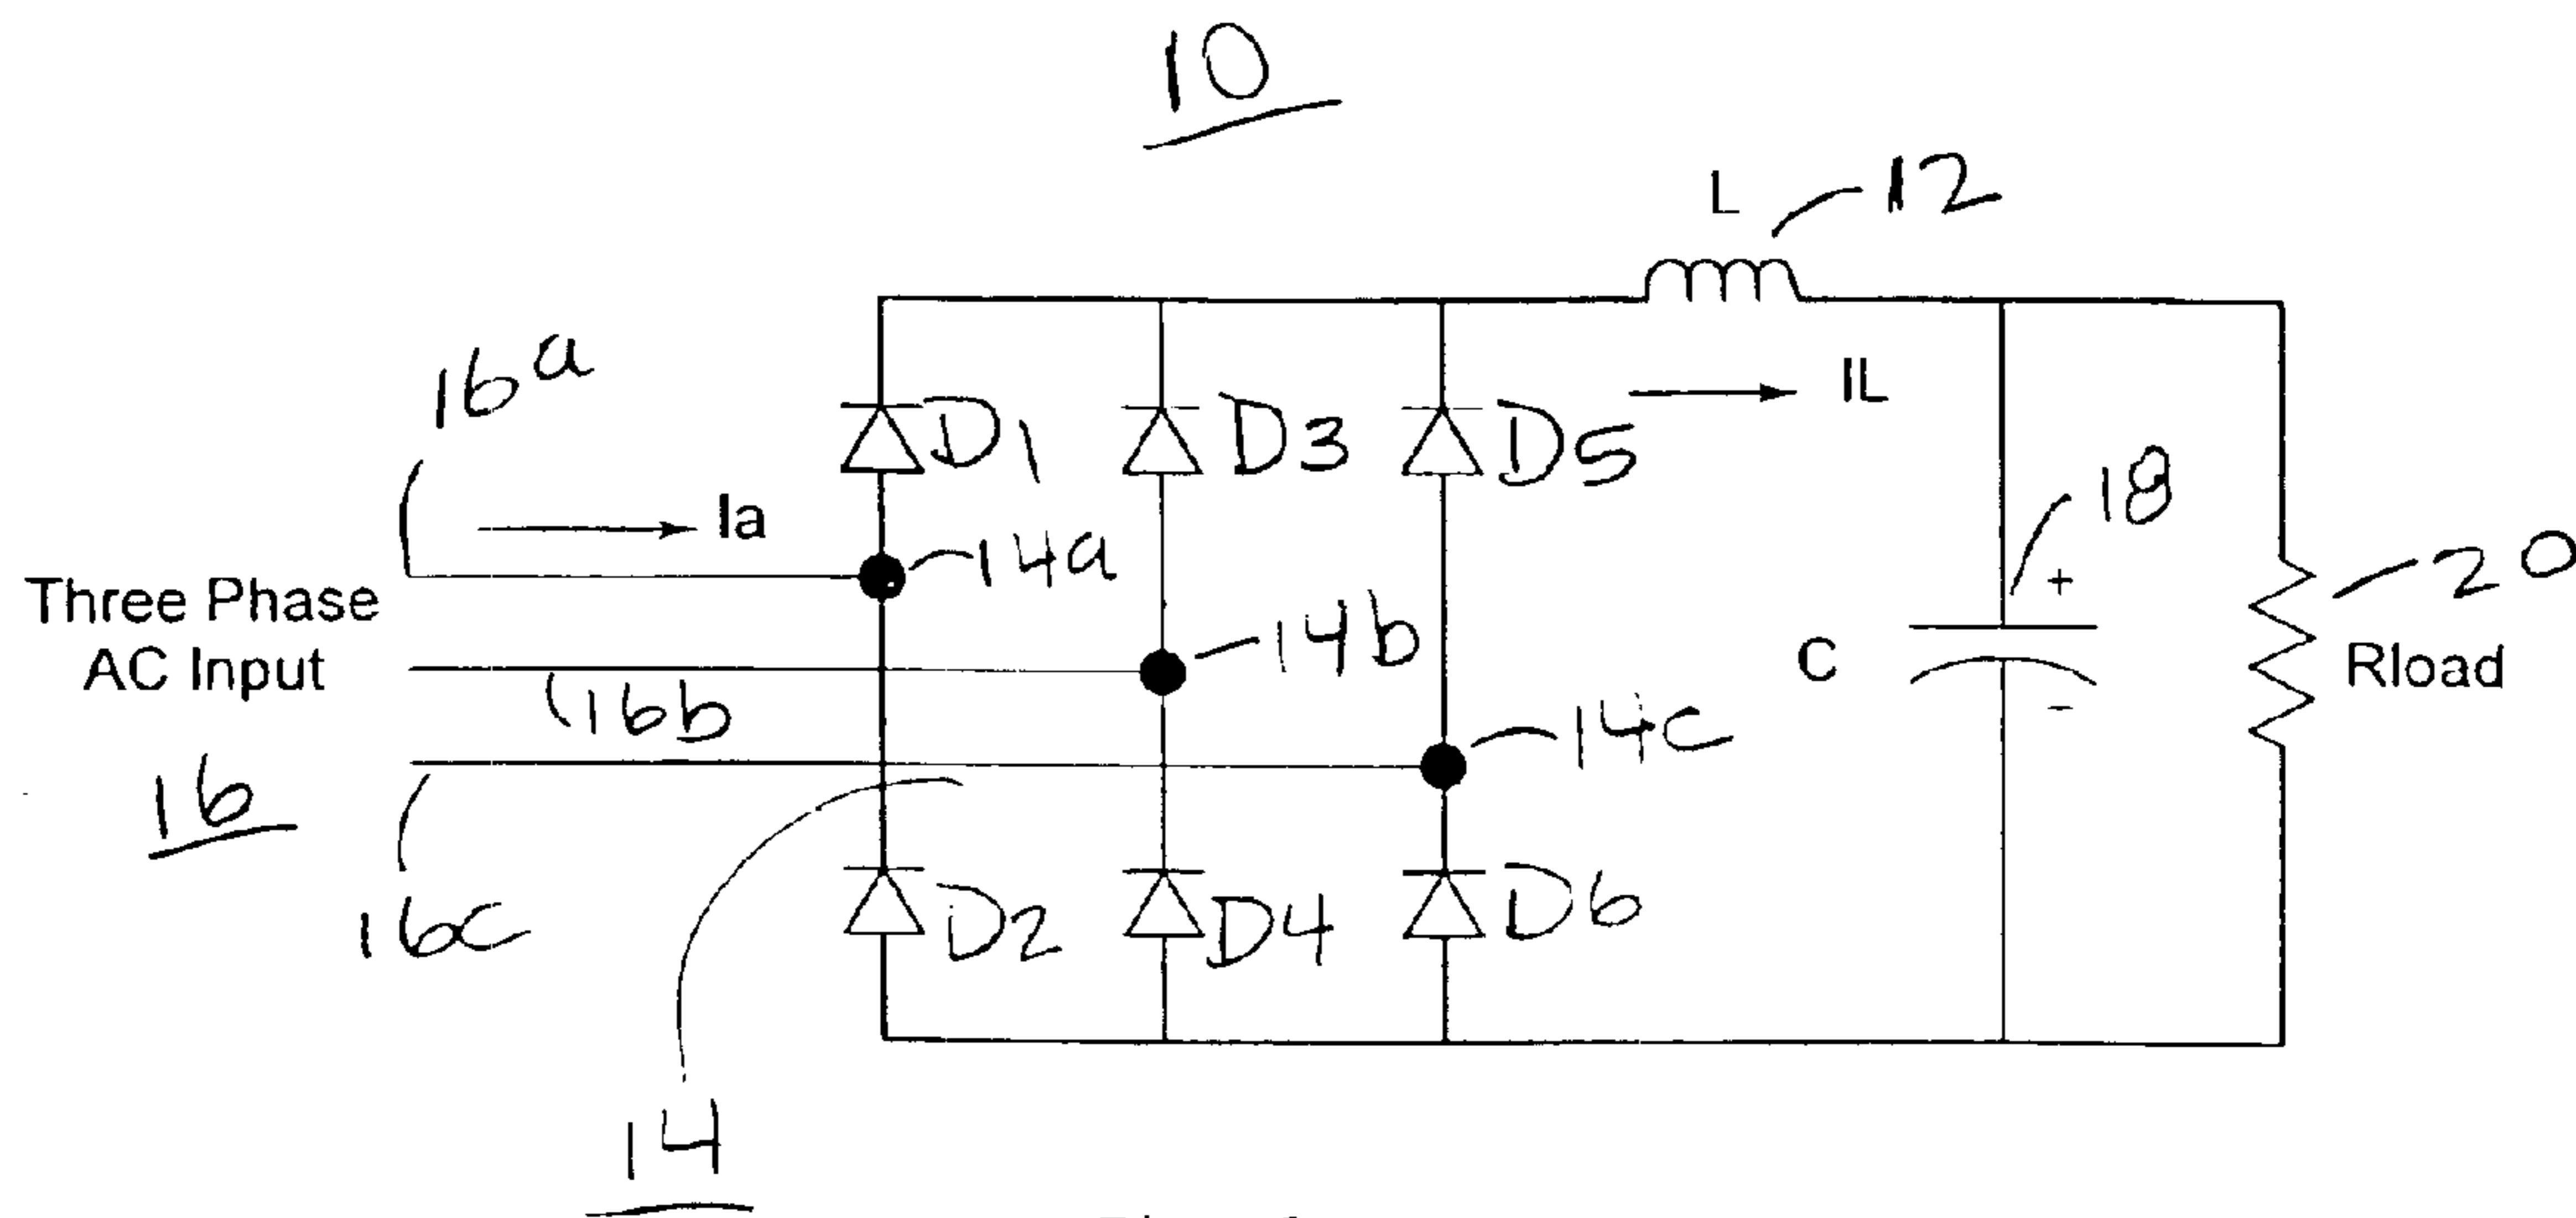 10
L
12
16a
IL
D1
D3
D5
Ia
14a
18
+
20
Three Phase
AC Input
14b
C
Rload
16b
14c
-
16
16c
D2
D4
D6
14